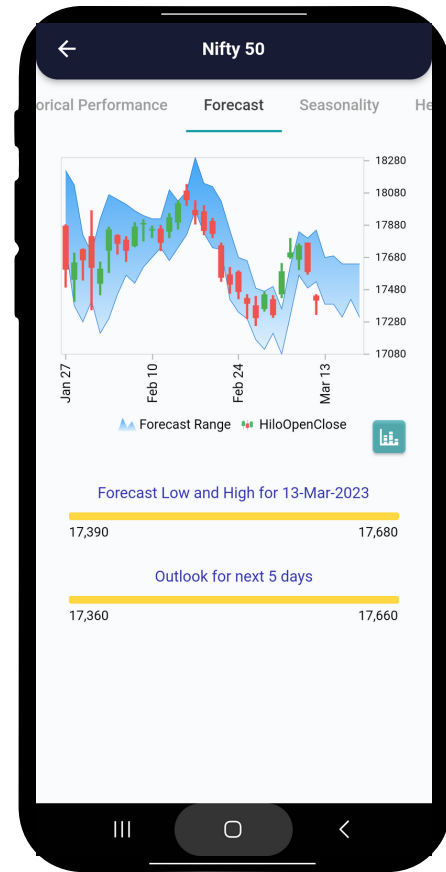 Nifty 50
orical Performance Forecast Seasonality He
18280
18080
17880
17680
17480
17280
17080
Jan 27 Feb 10 Feb 24 Mar 13
Forecast Range HiloOpenClose
Forecast Low and High for 13-Mar-2023
17,390 17,680
Outlook for next 5 days
17,360 17,660